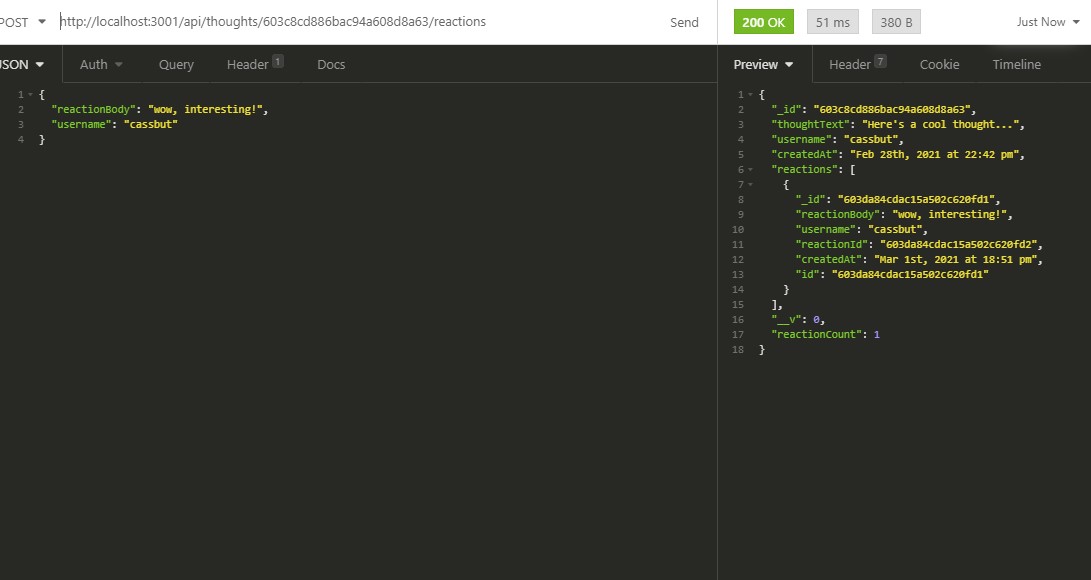 POST http://localhost:3001/api/thoughts/603c8cd886bac94a608d8a63/reactions Send 200 OK 51 ms 380 B Just Now
JSON Auth Query Header 1 Docs Preview Header 7 Cookie Timeline
1 {
2 "reactionBody": "wow, interesting!",
3 "username": "cassbut"
4 }
1 {
2 "_id": "603c8cd886bac94a608d8a63",
3 "thoughtText": "Here's a cool thought...",
4 "username": "cassbut",
5 "createdAt": "Feb 28th, 2021 at 22:42 pm",
6 "reactions": [
7 {
8 "_id": "603da84cdac15a502c620fd1",
9 "reactionBody": "wow, interesting!",
10 "username": "cassbut",
11 "reactionId": "603da84cdac15a502c620fd2",
12 "createdAt": "Mar 1st, 2021 at 18:51 pm",
13 "id": "603da84cdac15a502c620fd1"
14 }
15 ],
16 "__v": 0,
17 "reactionCount": 1
18 }